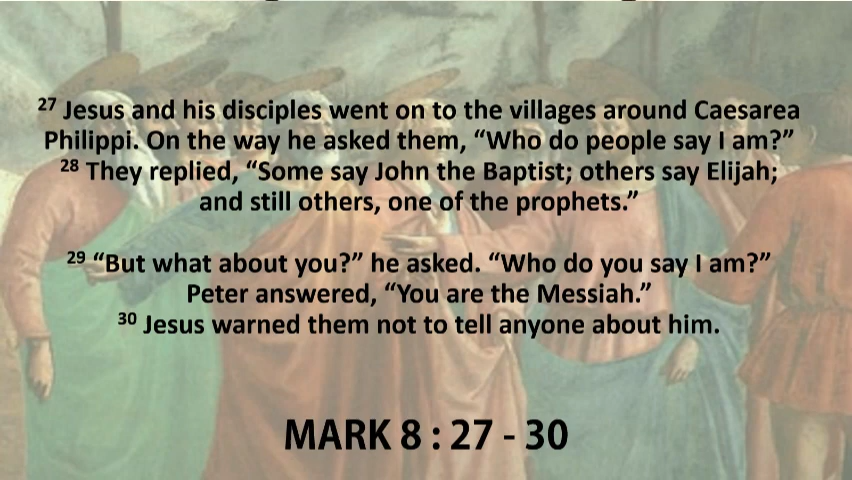 27 Jesus and his disciples went on to the villages around Caesarea
Philippi. On the way he asked them, “Who do people say I am?”
28 They replied, “Some say John the Baptist; others say Elijah;
and still others, one of the prophets.”
29 “But what about you?” he asked. “Who do you say I am?”
Peter answered, “You are the Messiah.”
30 Jesus warned them not to tell anyone about him.
MARK 8 : 27 - 30